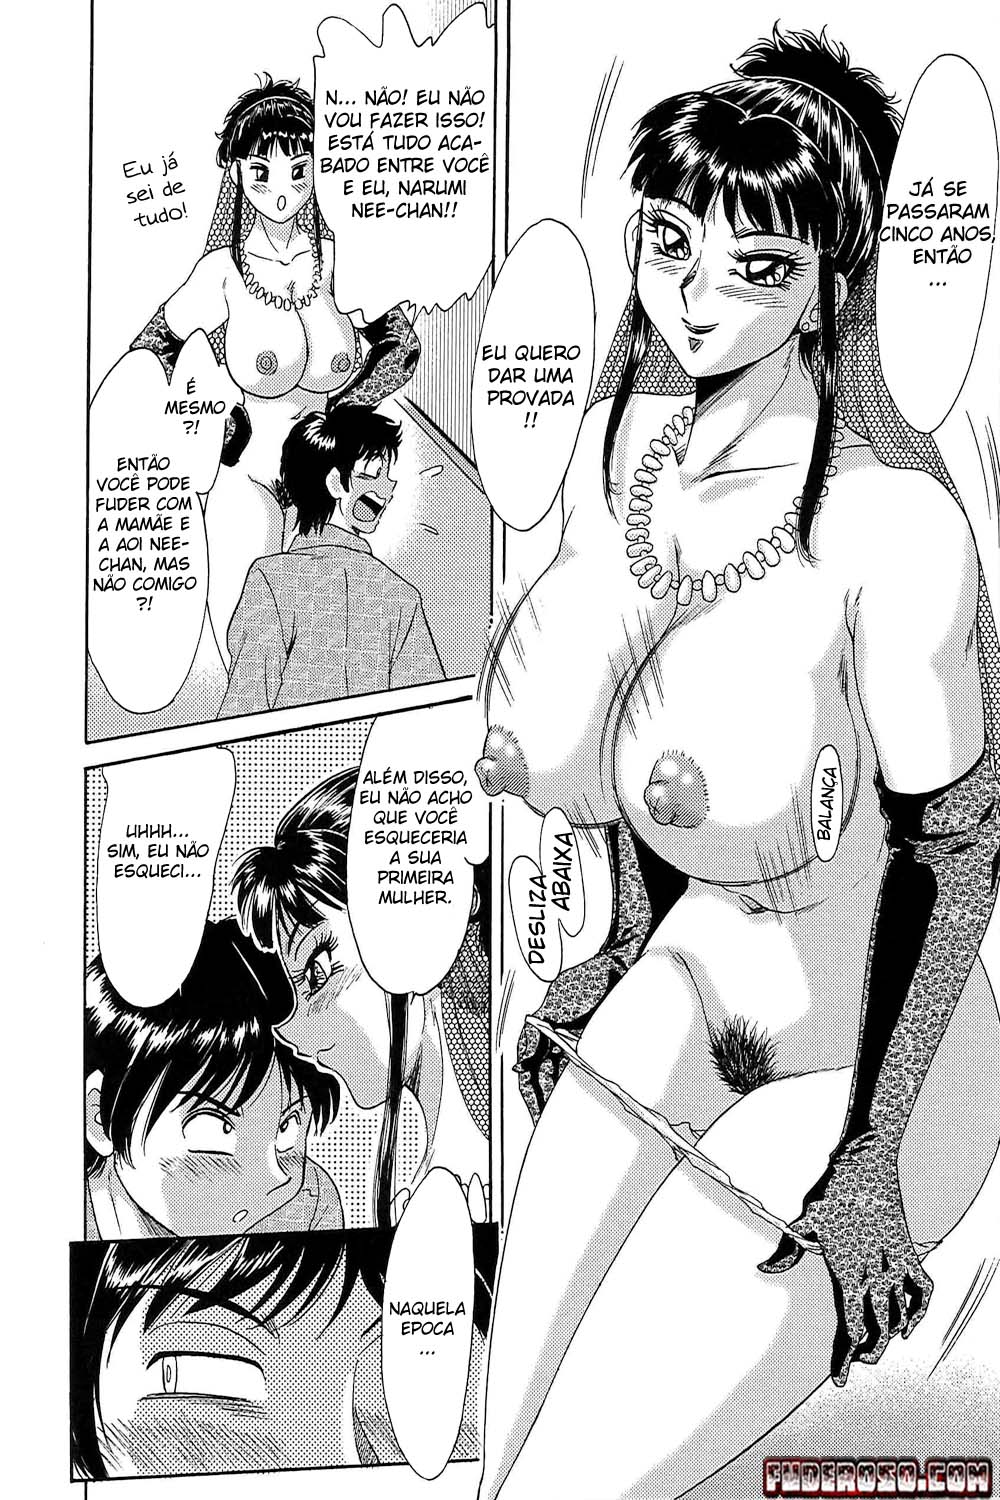 JÁ SE
PASSARAM
CINCO ANOS,
ENTÃO
...
EU QUERO
DAR UMA
PROVADA
!!
BALANÇA
DESLIZA
ABAIXA
N... NÃO! EU NÃO
VOU FAZER ISSO!
ESTÁ TUDO ACA-
BADO ENTRE VOCÊ
E EU, NARUMI
NEE-CHAN!!
Eu já
sei de
tudo!
É
MESMO
?!
ENTÃO
VOCÊ PODE
FUDER COM
A MAMÃE E
A AOI NEE-
CHAN, MAS
NÃO COMIGO
?!
ALÉM DISSO,
EU NÃO ACHO
QUE VOCÊ
ESQUECERIA
A SUA
PRIMEIRA
MULHER.
UHHH...
SIM, EU NÃO
ESQUECI...
NAQUELA
EPOCA
...
FUDEROSO.COM